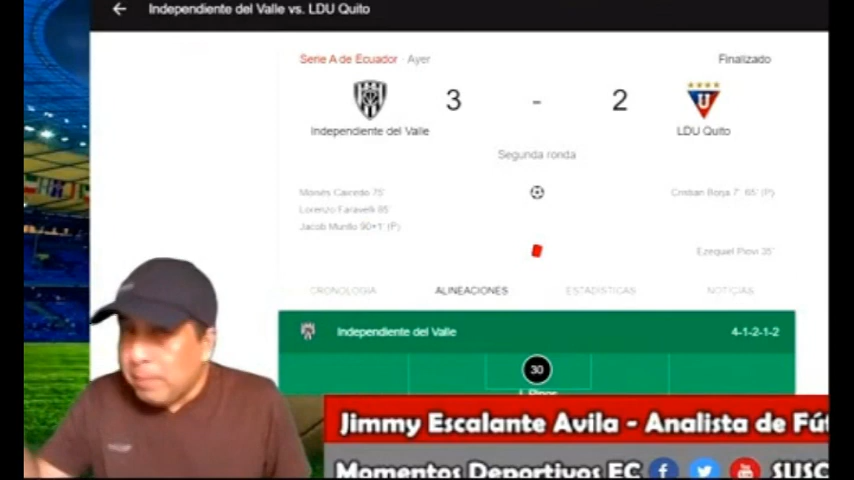 Independiente del Valle vs. LDU Quito
Serie A de Ecuador · Ayer
Finalizado
3 - 2
Independiente del Valle
LDU Quito
Segunda ronda
Moisés Caicedo 75'
Lorenzo Faravelli 85'
Jacob Murillo 90+1' (P)
Cristian Borja 7' 65' (P)
Ezequiel Piovi 35'
CRONOLOGÍA
ALINEACIONES
ESTADÍSTICAS
NOTICIAS
Independiente del Valle
4-1-2-1-2
30
Jimmy Escalante Avila - Analista de Fút
Momentos Deportivos EC
SUSC